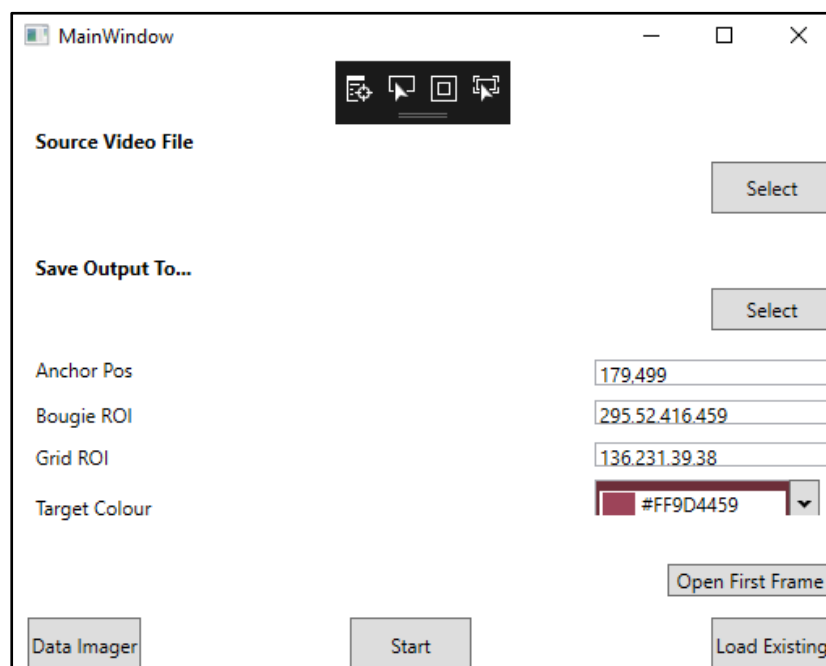 MainWindow
Source Video File
Select
Save Output To...
Select
Anchor Pos 179,499
Bougie ROI 295,52,416,459
Grid ROI 136,231,39,38
Target Colour #FF9D4459
Open First Frame
Data Imager Start Load Existing